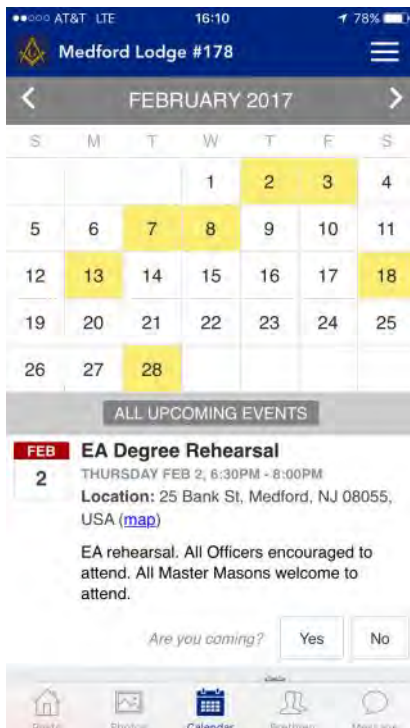 AT&T LTE 16:10 78%
Medford Lodge #178
FEBRUARY 2017
S M T W T F S
1 2 3 4
5 6 7 8 9 10 11
12 13 14 15 16 17 18
19 20 21 22 23 24 25
26 27 28
ALL UPCOMING EVENTS
FEB
2
EA Degree Rehearsal
THURSDAY FEB 2, 6:30PM - 8:00PM
Location: 25 Bank St, Medford, NJ 08055,
USA (map)
EA rehearsal. All Officers encouraged to
attend. All Master Masons welcome to
attend.
Are you coming? Yes No
Photos Calendar Brethren Message